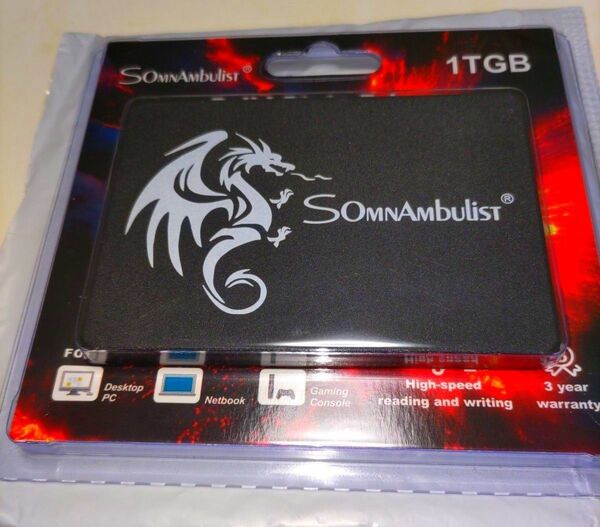 SOmnAmbulist ®
1TGB
SOmnAmbulist®
Desktop
PC
Netbook
Gaming
Console
High-speed
reading and writing
3 year
warranty